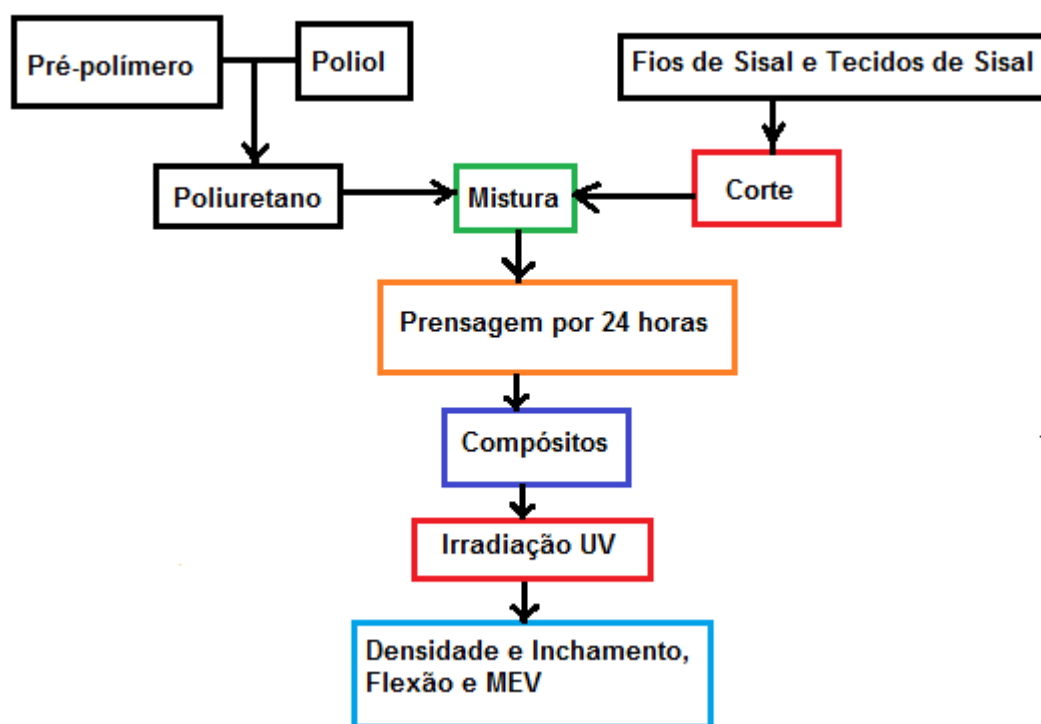 Pré-polímero
Poliol
Fios de Sisal e Tecidos de Sisal
Poliuretano
Mistura
Corte
Prensagem por 24 horas
Compósitos
Irradiação UV
Densidade e Inchamento,
Flexão e MEV